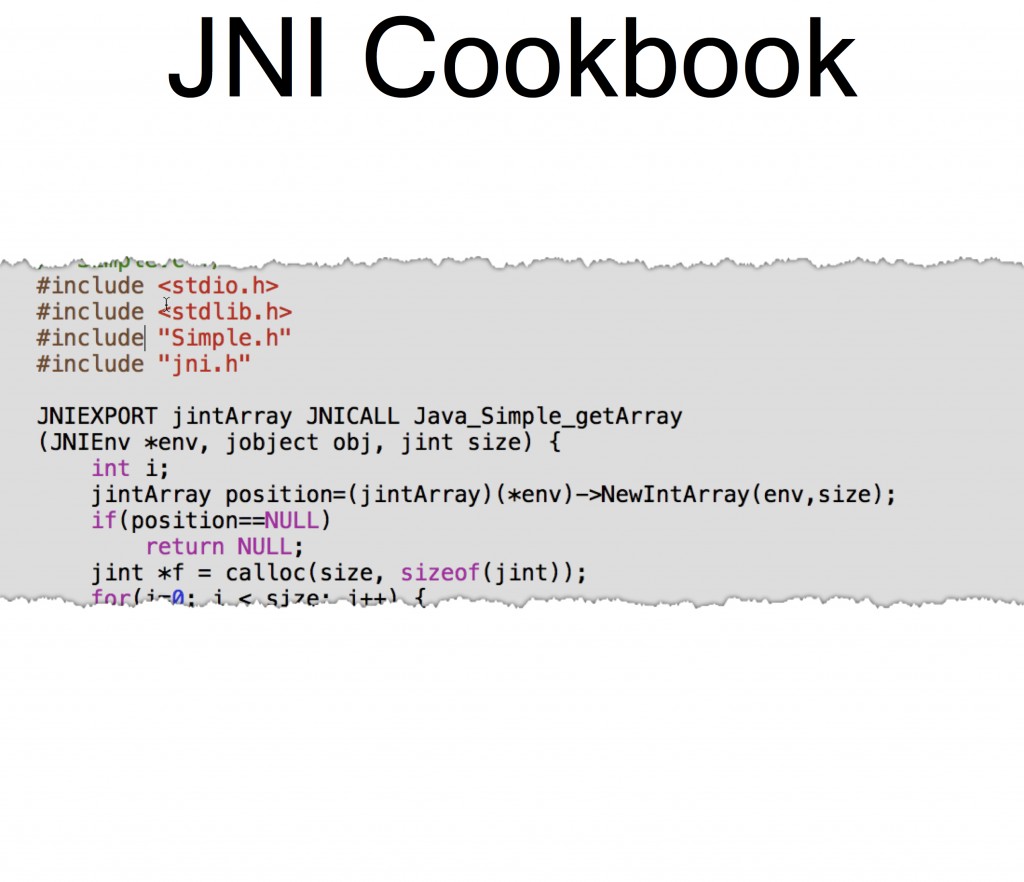 JNI Cookbook
#include <stdio.h>
#include <stdlib.h>
#include "Simple.h"
#include "jni.h"
JNIEXPORT jintArray JNICALL Java_Simple_getArray
(JNIEnv *env, jobject obj, jint size) {
int i;
jintArray position=(jintArray)(*env)->NewIntArray(env,size);
if(position==NULL)
return NULL;
jint *f = calloc(size, sizeof(jint));
for(i=0; i < size; i++) {